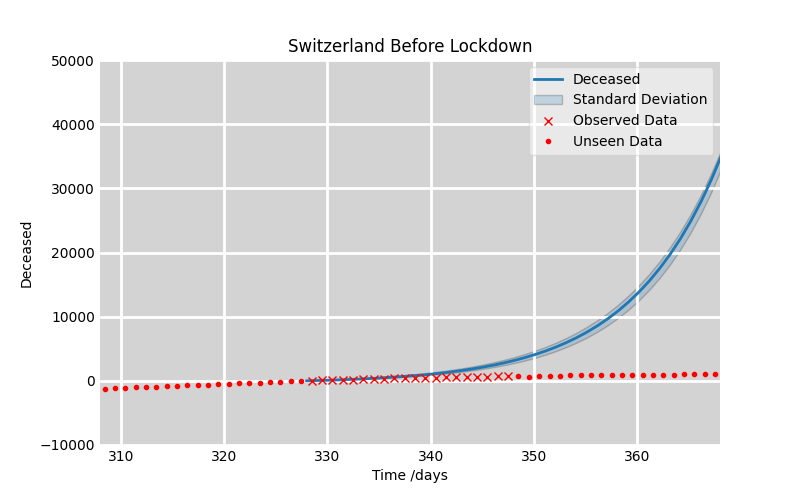 Switzerland Before Lockdown
50000
40000
30000
20000
10000
0
−10000
Deceased
310
320
330
340
350
360
Time /days
Deceased
Standard Deviation
Observed Data
Unseen Data